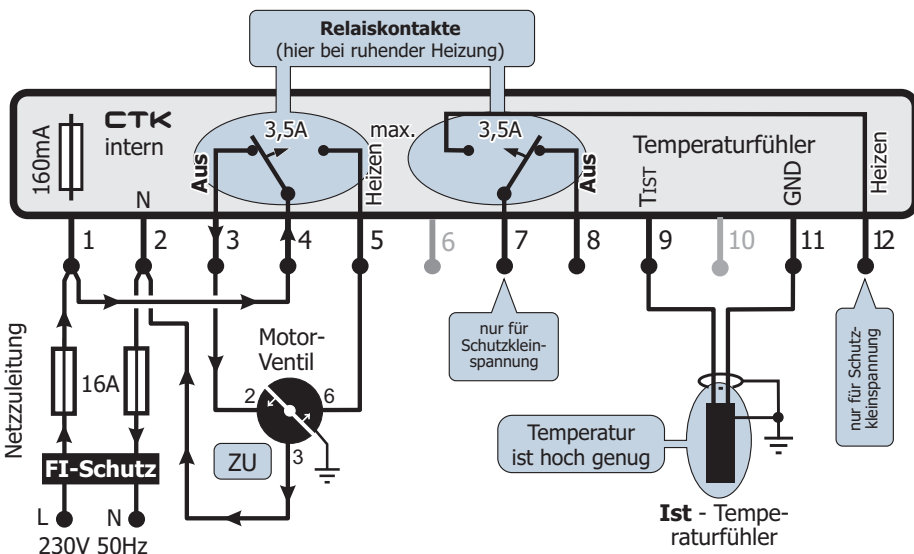 Relaiskontakte
(hier bei ruhender Heizung)
160mA
CTK
intern
N
3,5A
Aus
Heizen
max.
3,5A
Aus
Temperaturfühler
TIST
GND
Heizen
1
2
3
4
5
6
7
8
9
10
11
12
Netzzuleitung
16A
FI-Schutz
L
N
230V 50Hz
Motor-
Ventil
2
6
3
ZU
nur für
Schutzklein-
spannung
Temperatur
ist hoch genug
Ist - Tempe-
raturfühler
nur für Schutz-
kleinspannung